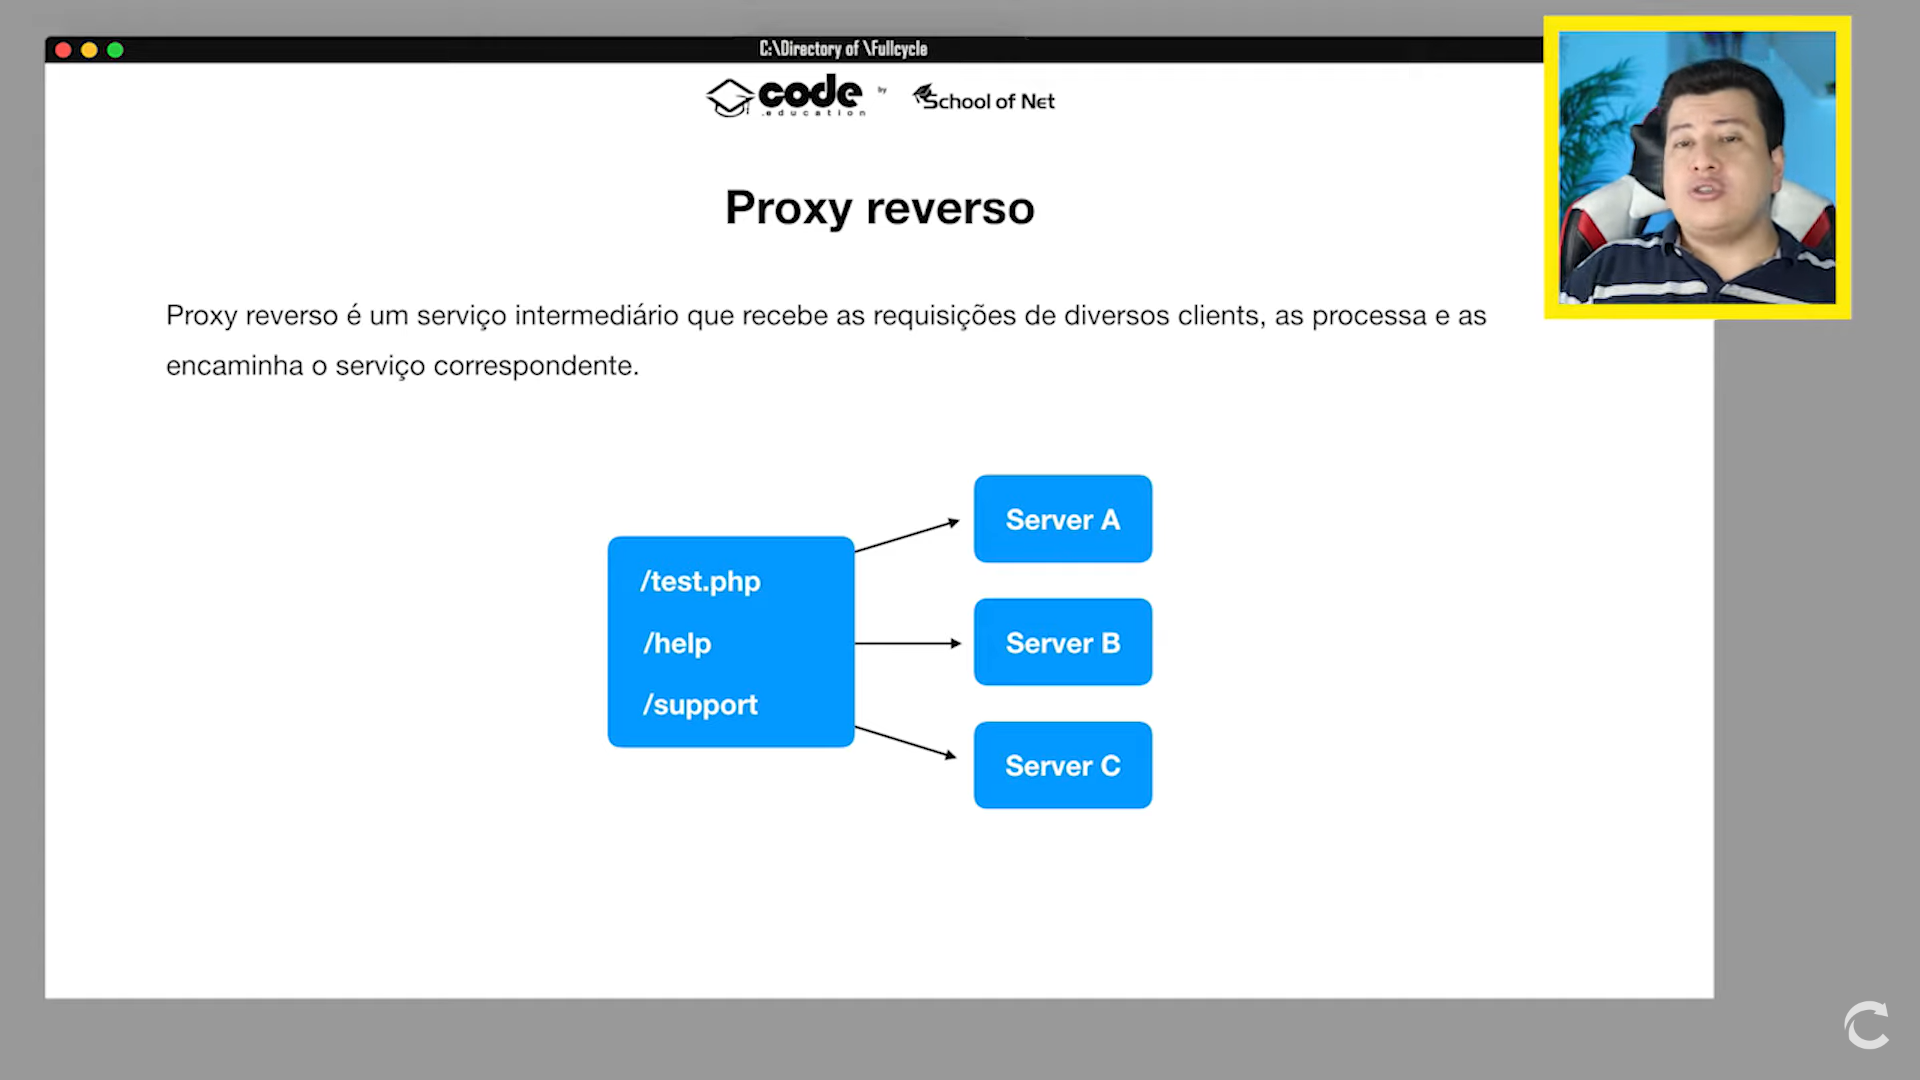 C:\Directory of \Fullcycle
code by School of Net
.education
Proxy reverso
Proxy reverso é um serviço intermediário que recebe as requisições de diversos clients, as processa e as
encaminha o serviço correspondente.
Server A
/test.php
/help
Server B
/support
Server C